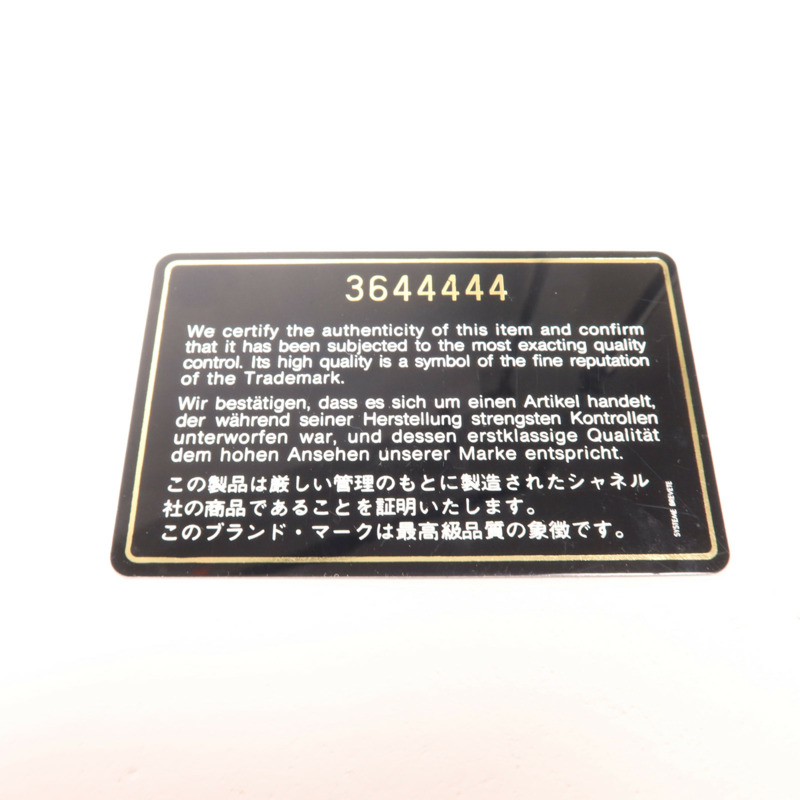 3644444
We certify the authenticity of this item and confirm
that it has been subjected to the most exacting quality
control. Its high quality is a symbol of the fine reputation
of the Trademark.
Wir bestätigen, dass es sich um einen Artikel handelt,
der während seiner Herstellung strengsten Kontrollen
unterworfen war, und dessen erstklassige Qualität
dem hohen Ansehen unserer Marke entspricht.
この製品は厳しい管理のもとに製造されたシャネル
社の商品であることを証明いたします。
このブランド・マークは最高級品質の象徴です。
SYSTEME BREVETE